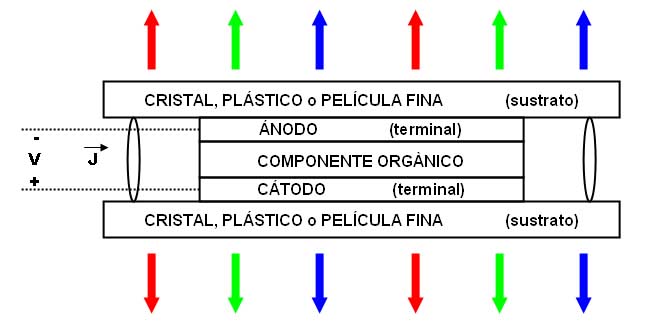 CRISTAL, PLÁSTICO o PELÍCULA FINA (sustrato)
ÁNODO (terminal)
-
V J
COMPONENTE ORGÀNICO
+
CÁTODO (terminal)
CRISTAL, PLÁSTICO o PELÍCULA FINA (sustrato)